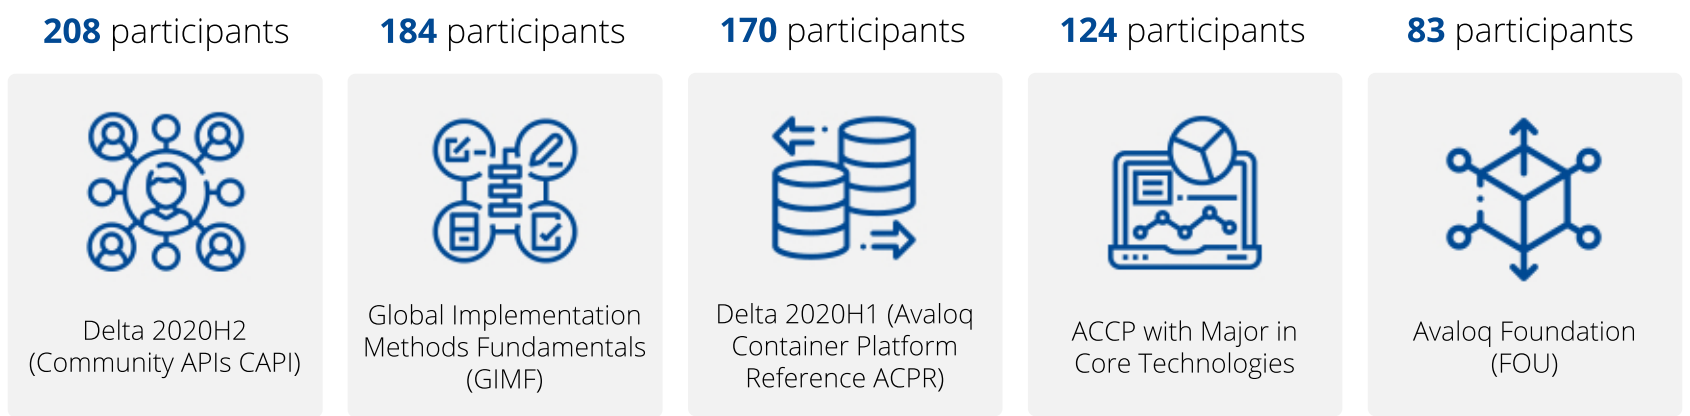 208 participants
184 participants
170 participants
124 participants
83 participants
Delta 2020H2
(Community APIs CAPI)
Global Implementation
Methods Fundamentals
(GIMF)
Delta 2020H1 (Avaloq
Container Platform
Reference ACPR)
ACCP with Major in
Core Technologies
Avaloq Foundation
(FOU)